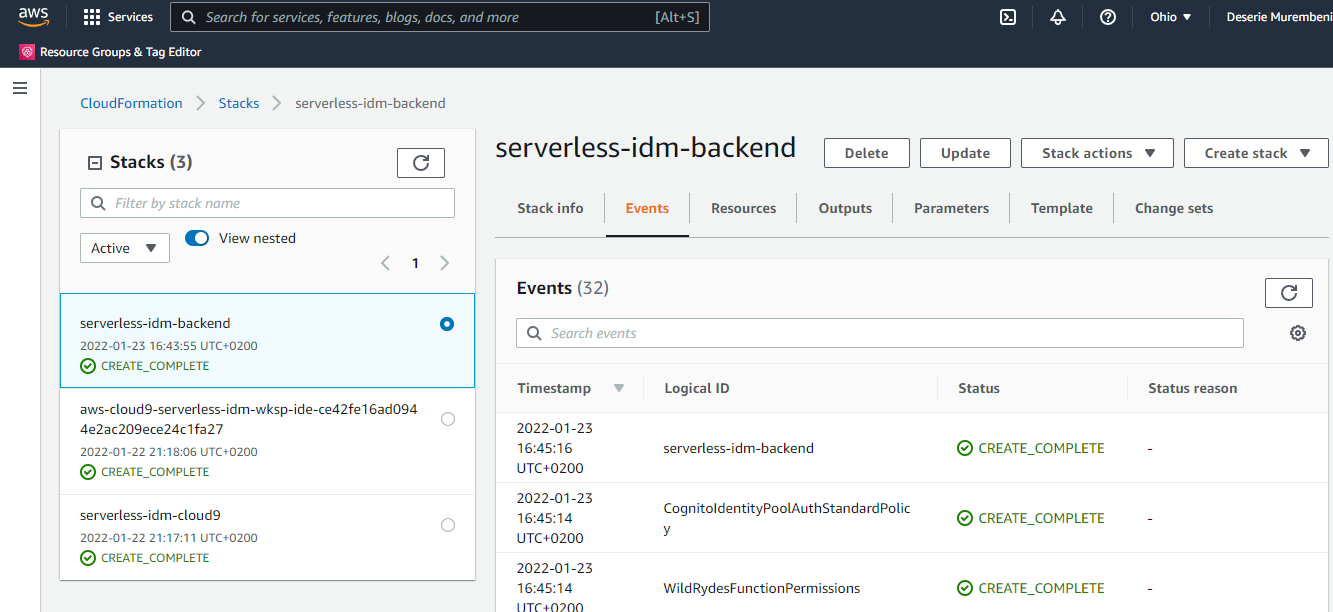 aws
Services
Search for services, features, blogs, docs, and more
[Alt+S]
Ohio
Deserie Murembeni
Resource Groups & Tag Editor
CloudFormation
Stacks
serverless-idm-backend
Stacks (3)
Filter by stack name
Active
View nested
1
serverless-idm-backend
2022-01-23 16:43:55 UTC+0200
CREATE_COMPLETE
aws-cloud9-serverless-idm-wksp-ide-ce42fe16ad094
4e2ac209ece24c1fa27
2022-01-22 21:18:06 UTC+0200
CREATE_COMPLETE
serverless-idm-cloud9
2022-01-22 21:17:11 UTC+0200
CREATE_COMPLETE
serverless-idm-backend
Delete
Update
Stack actions
Create stack
Stack info
Events
Resources
Outputs
Parameters
Template
Change sets
Events (32)
Search events
Timestamp
Logical ID
Status
Status reason
2022-01-23
16:45:16
UTC+0200
serverless-idm-backend
CREATE_COMPLETE
-
2022-01-23
16:45:14
UTC+0200
CognitoIdentityPoolAuthStandardPolic
y
CREATE_COMPLETE
-
2022-01-23
16:45:14
UTC+0200
WildRydesFunctionPermissions
CREATE_COMPLETE
-